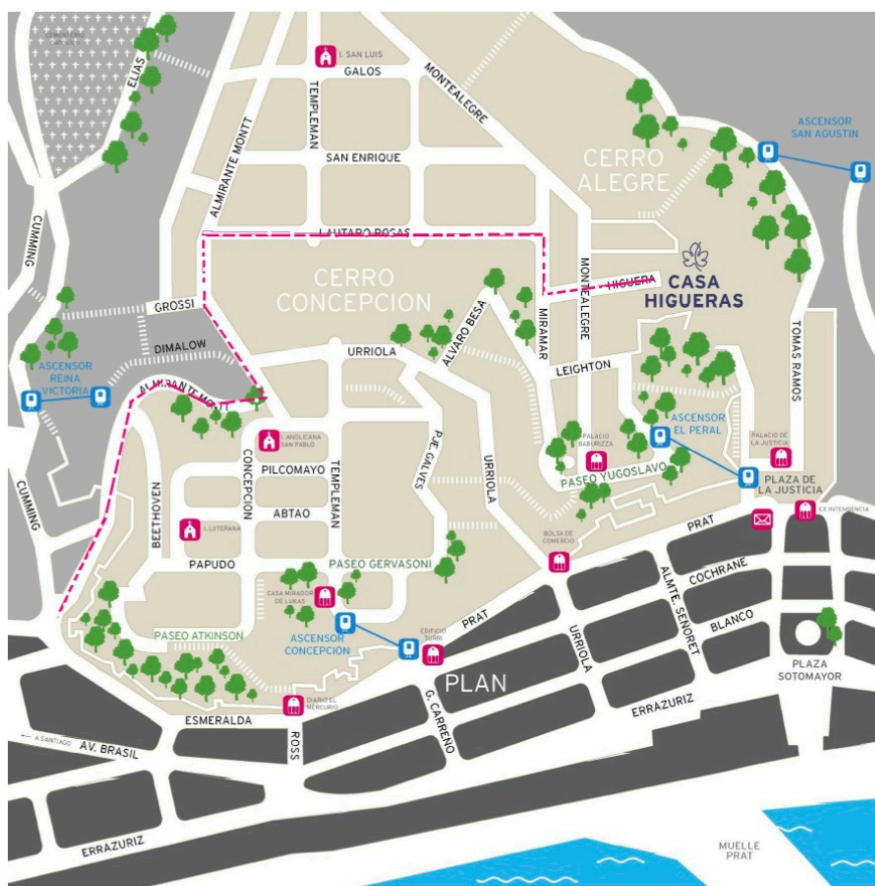 CEMENTERIO
CATOLICO
ELIAS
I. SAN LUIS
GALOS
TEMPLEMAN
MONTEALEGRE
ALMIRANTE MONTT
SAN ENRIQUE
CERRO
ALEGRE
ASCENSOR
SAN AGUSTIN
LAUTARO ROSAS
CUMMING
CERRO
CONCEPCION
MONTEALEGRE
HIGUERA
CASA
HIGUERAS
GROSSI
DIMALOW
ALVARO BESA
MIRAMAR
URRIOLA
LEIGHTON
TOMAS RAMOS
ASCENSOR
REINA
VICTORIA
ALMIRANTE MONTT
I. ANGLICANA
SAN PABLO
PILCOMAYO
CONCEPCION
TEMPLEMAN
PJE. GALVES
URRIOLA
PALACIO
BABURIZZA
ASCENSOR
EL PERAL
PALACIO DE
LA JUSTICIA
PASEO YUGOSLAVO
PLAZA DE
LA JUSTICIA
CUMMING
BEETHOVEN
ABTAO
I. LUTERANA
EX INTENDENCIA
PRAT
BOLSA DE
COMERCIO
PAPUDO
PASEO GERVASONI
COCHRANE
CASA MIRADOR
DE LUKAS
ALMTE. SEÑORET
BLANCO
PRAT
PASEO ATKINSON
ASCENSOR
CONCEPCIÓN
EDIFICIO
TURRI
URRIOLA
PLAZA
SOTOMAYOR
PLAN
DIARIO EL
MERCURIO
ERRAZURIZ
G. CARREÑO
ESMERALDA
ROSS
← A SANTIAGO
AV. BRASIL
ERRAZURIZ
MUELLE
PRAT